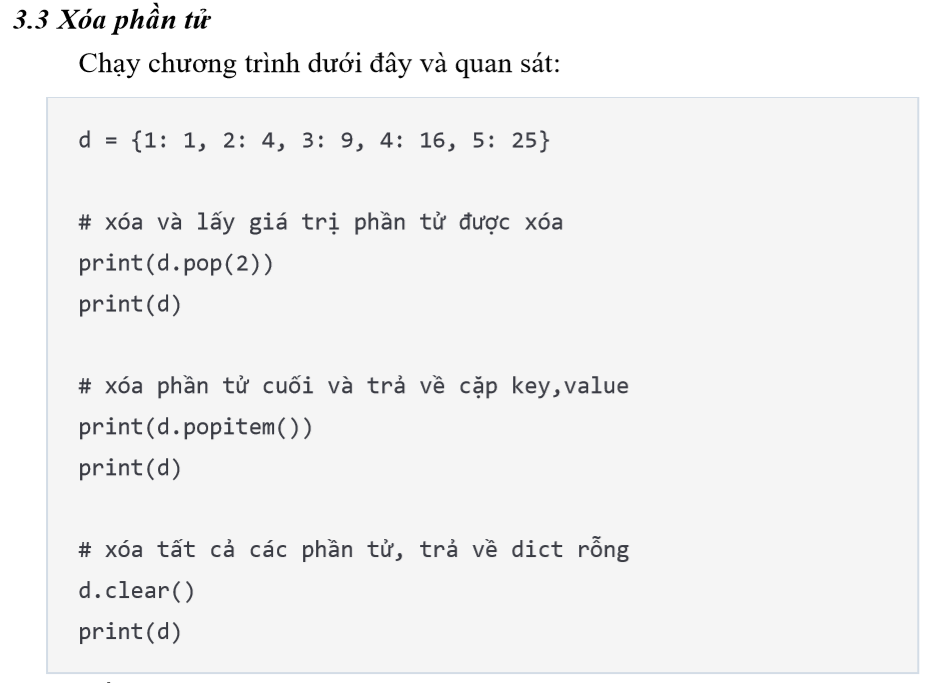 3.3 Xóa phần tử
Chạy chương trình dưới đây và quan sát:
d = {1: 1, 2: 4, 3: 9, 4: 16, 5: 25}
# xóa và lấy giá trị phần tử được xóa
print(d.pop(2))
print(d)
# xóa phần tử cuối và trả về cặp key,value
print(d.popitem())
print(d)
# xóa tất cả các phần tử, trả về dict rỗng
d.clear()
print(d)